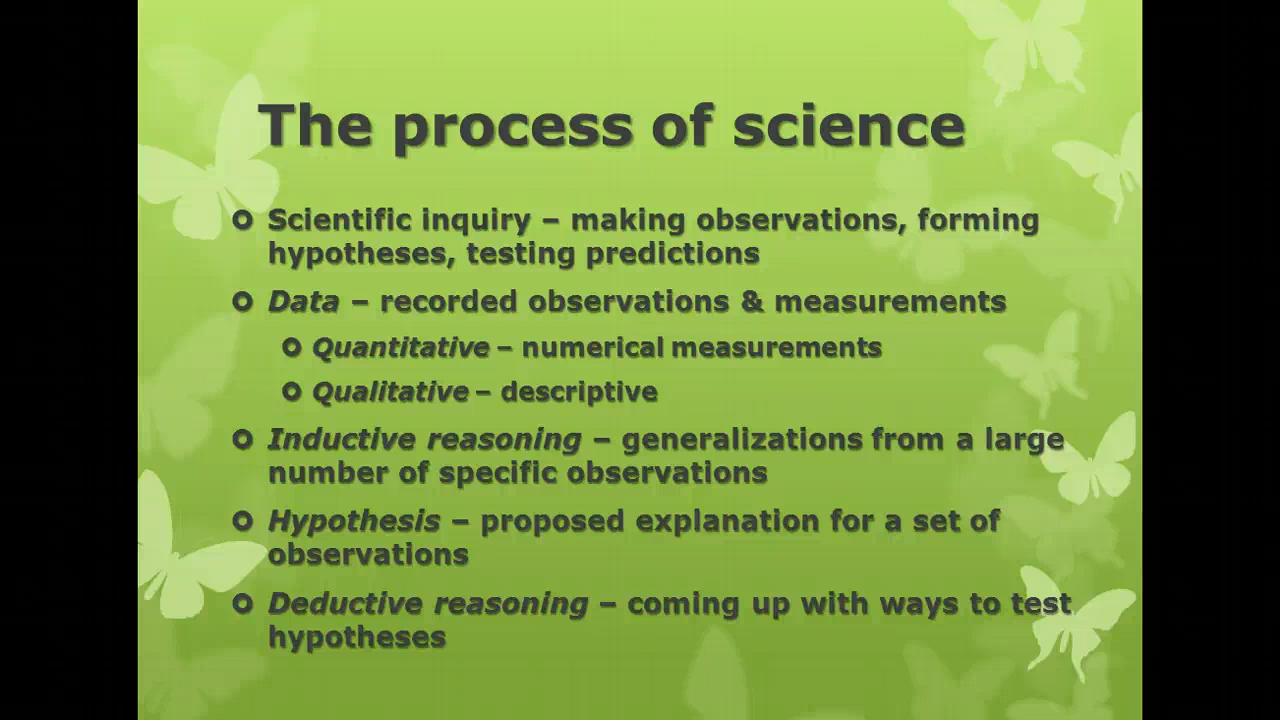 The process of science
Scientific inquiry – making observations, forming
hypotheses, testing predictions
Data – recorded observations & measurements
Quantitative – numerical measurements
Qualitative – descriptive
Inductive reasoning – generalizations from a large
number of specific observations
Hypothesis – proposed explanation for a set of
observations
Deductive reasoning – coming up with ways to test
hypotheses